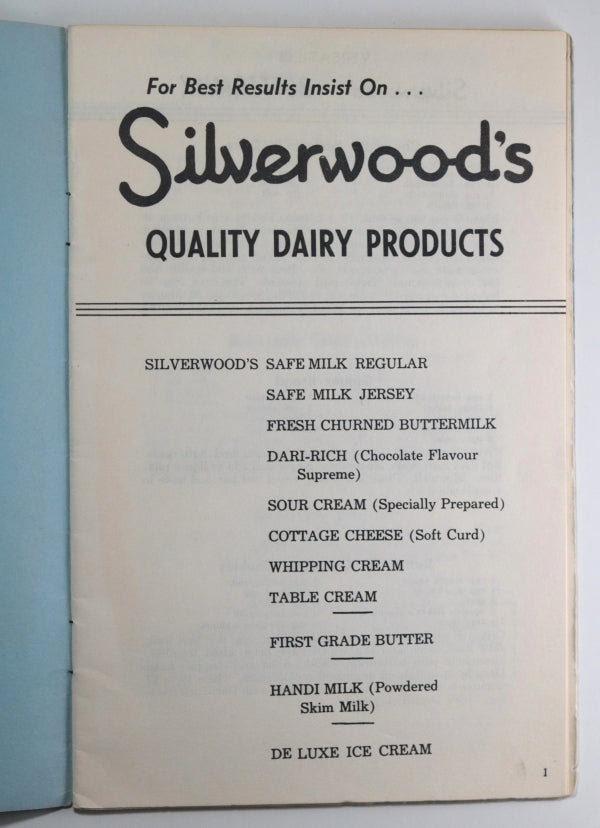 For Best Results Insist On . . .
Silverwood's
QUALITY DAIRY PRODUCTS
SILVERWOOD'S SAFE MILK REGULAR
SAFE MILK JERSEY
FRESH CHURNED BUTTERMILK
DARI-RICH (Chocolate Flavour
Supreme)
SOUR CREAM (Specially Prepared)
COTTAGE CHEESE (Soft Curd)
WHIPPING CREAM
TABLE CREAM
FIRST GRADE BUTTER
HANDI MILK (Powdered
Skim Milk)
DE LUXE ICE CREAM
1